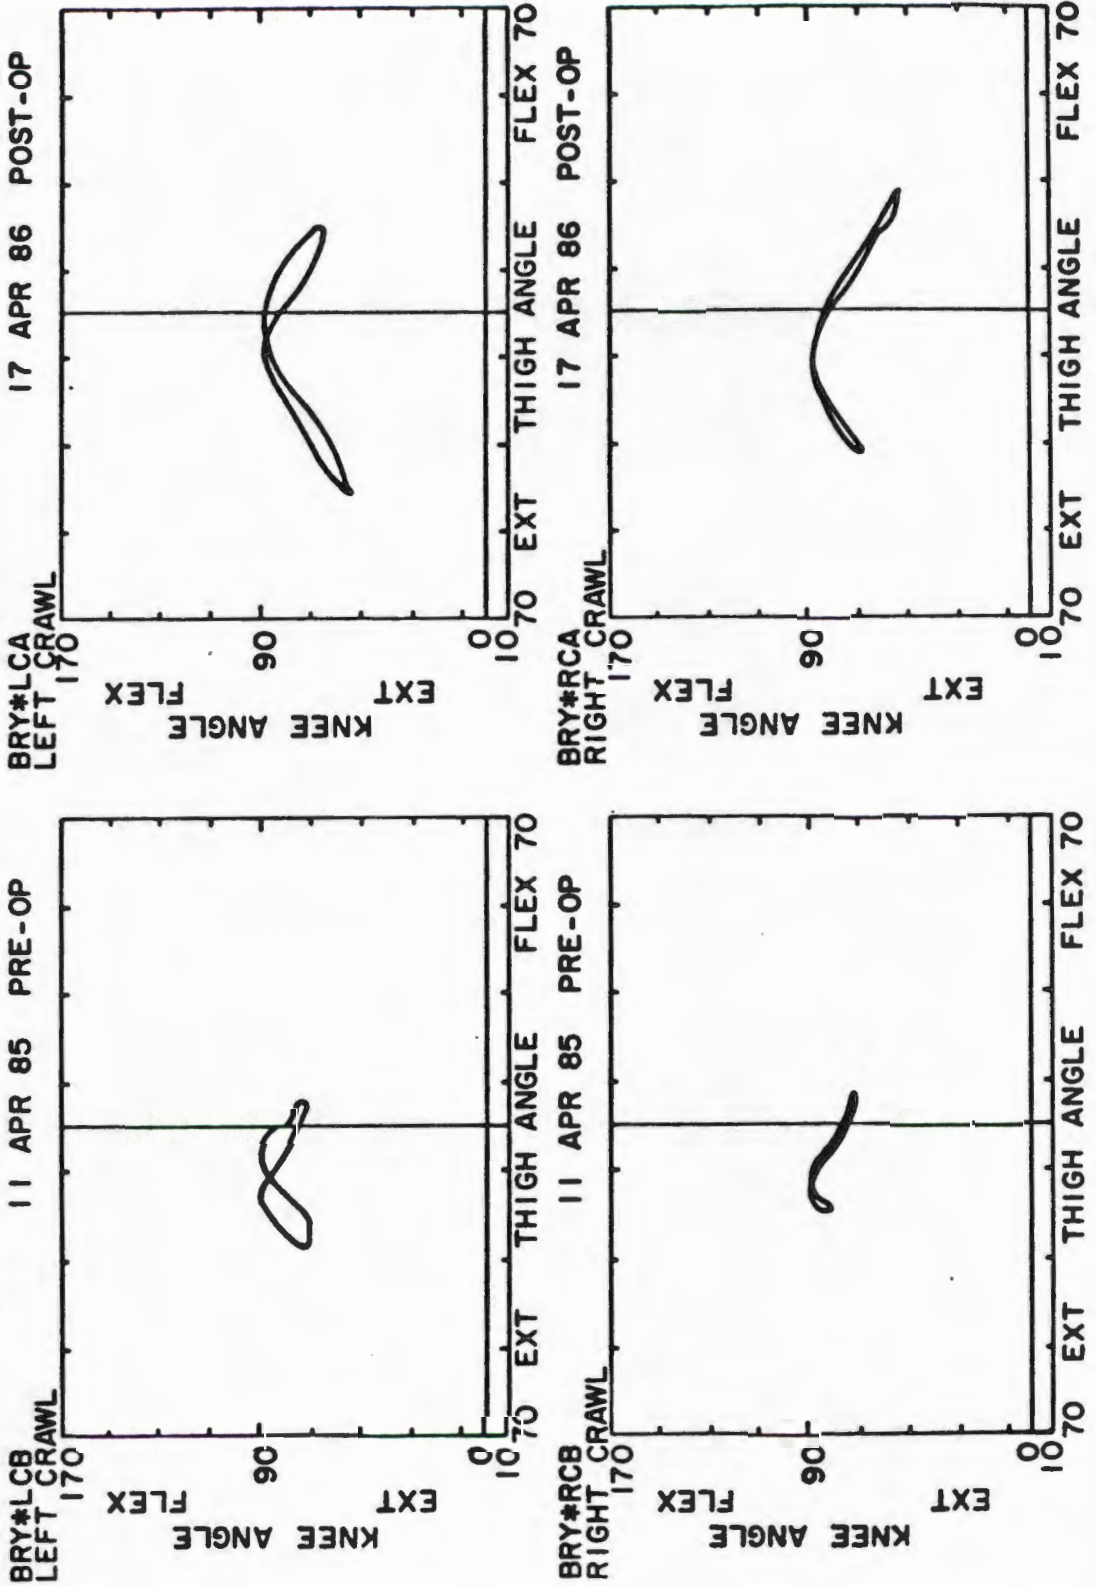 BRY*LCB 11 APR 85 PRE-OP
LEFT CRAWL
170
FLEX
90
KNEE ANGLE
EXT
0
10
70 EXT THIGH ANGLE FLEX 70
BRY*LCA 17 APR 86 POST-OP
LEFT CRAWL
170
FLEX
90
KNEE ANGLE
EXT
0
10
70 EXT THIGH ANGLE FLEX 70
BRY*RCB 11 APR 85 PRE-OP
RIGHT CRAWL
170
FLEX
90
KNEE ANGLE
EXT
0
10
70 EXT THIGH ANGLE FLEX 70
BRY*RCA 17 APR 86 POST-OP
RIGHT CRAWL
170
FLEX
90
KNEE ANGLE
EXT
0
10
70 EXT THIGH ANGLE FLEX 70